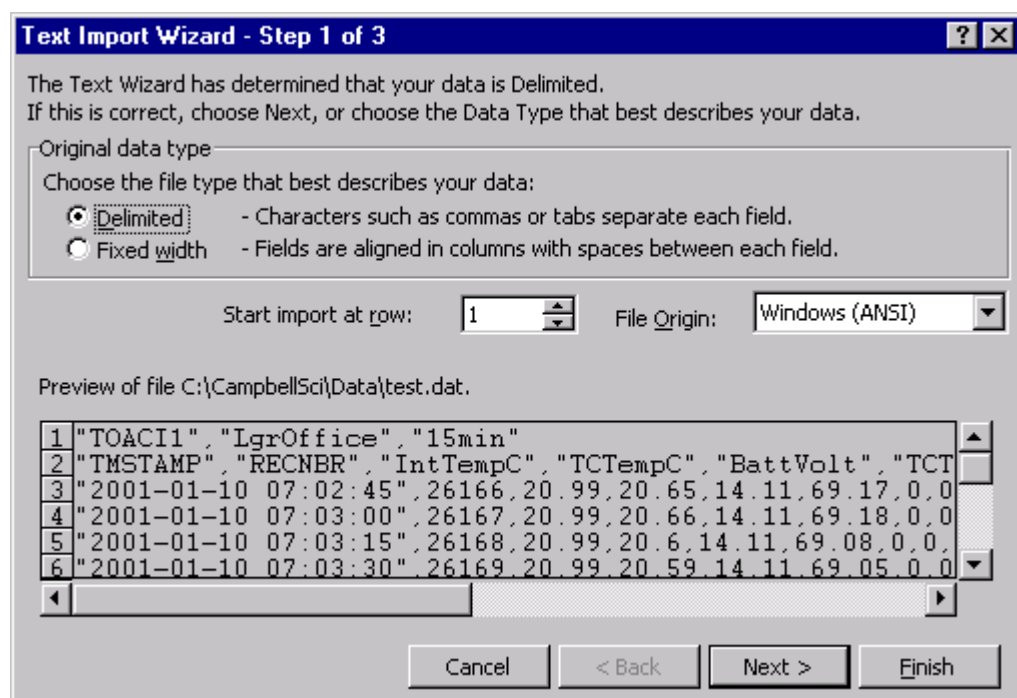 Text Import Wizard - Step 1 of 3
The Text Wizard has determined that your data is Delimited.
If this is correct, choose Next, or choose the Data Type that best describes your data.
Original data type
Choose the file type that best describes your data:
Delimited - Characters such as commas or tabs separate each field.
Fixed width - Fields are aligned in columns with spaces between each field.
Start import at row: 1 File Origin: Windows (ANSI)
Preview of file C:\CampbellSci\Data\test.dat.
1 "TOACI1","LgrOffice","15min"
2 "TMSTAMP","RECNBR","IntTempC","TCTempC","BattVolt","TCT
3 "2001-01-10 07:02:45",26166,20.99,20.65,14.11,69.17,0,0
4 "2001-01-10 07:03:00",26167,20.99,20.66,14.11,69.18,0,0
5 "2001-01-10 07:03:15",26168,20.99,20.6,14.11,69.08,0,0,
6 "2001-01-10 07:03:30",26169,20.99,20.59,14.11,69.05,0,0
Cancel < Back Next > Finish